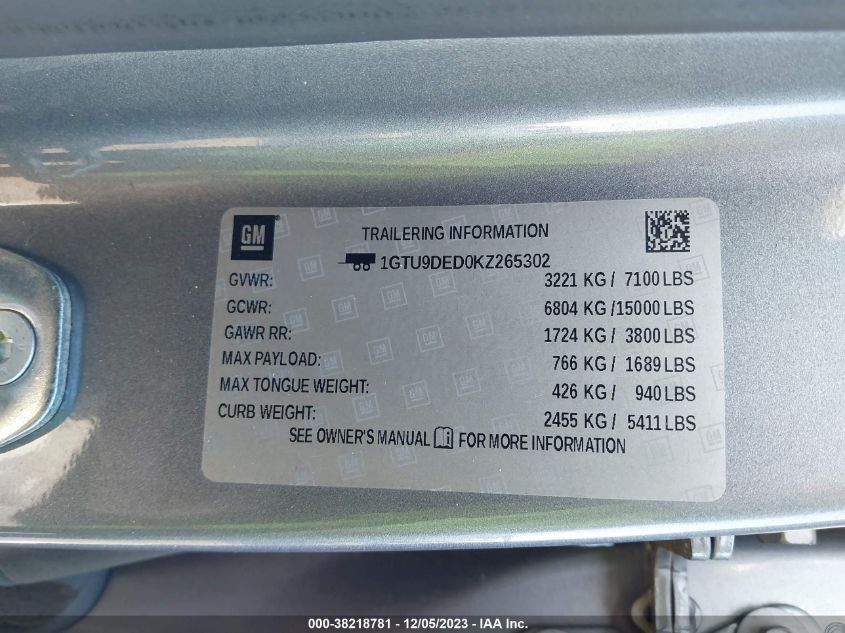 GM
TRAILERING INFORMATION
1GTU9DED0KZ265302
GVWR: 3221 KG / 7100 LBS
GCWR: 6804 KG /15000 LBS
GAWR RR: 1724 KG / 3800 LBS
MAX PAYLOAD: 766 KG / 1689 LBS
MAX TONGUE WEIGHT: 426 KG / 940 LBS
CURB WEIGHT: 2455 KG / 5411 LBS
SEE OWNER'S MANUAL FOR MORE INFORMATION
000-38218781 - 12/05/2023 - IAA Inc.